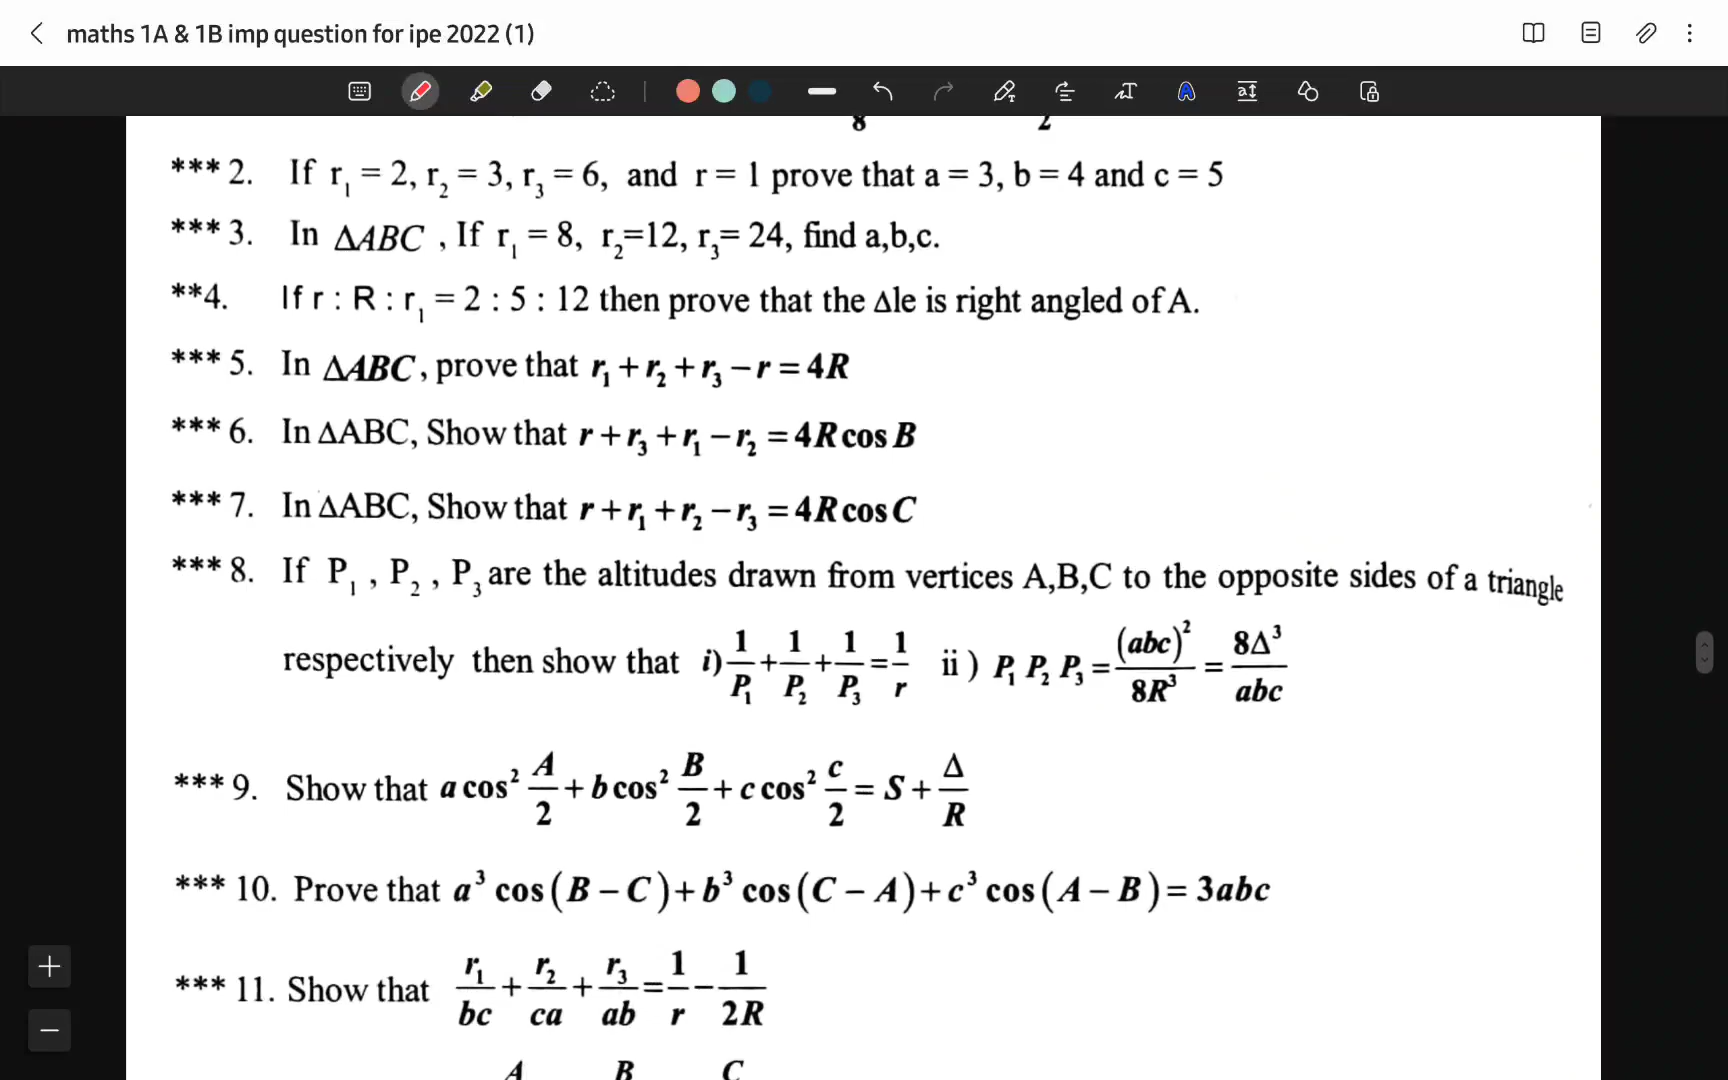 maths 1A & 1B imp question for ipe 2022 (1)
8 2
*** 2. If r₁ = 2, r₂ = 3, r₃ = 6, and r = 1 prove that a = 3, b = 4 and c = 5
*** 3. In ΔABC , If r₁ = 8, r₂=12, r₃= 24, find a,b,c.
**4. If r : R : r₁ = 2 : 5 : 12 then prove that the Δle is right angled of A.
*** 5. In ΔABC, prove that r₁ + r₂ + r₃ − r = 4R
*** 6. In ΔABC, Show that r + r₃ + r₁ − r₂ = 4R cos B
*** 7. In ΔABC, Show that r + r₁ + r₂ − r₃ = 4R cos C
*** 8. If P₁ , P₂ , P₃ are the altitudes drawn from vertices A,B,C to the opposite sides of a triangle
respectively then show that i) 1/P₁ + 1/P₂ + 1/P₃ = 1/r ii ) P₁ P₂ P₃ = (abc)²/8R³ = 8Δ³/abc
*** 9. Show that a cos² A/2 + b cos² B/2 + c cos² c/2 = S + Δ/R
*** 10. Prove that a³ cos(B − C) + b³ cos(C − A) + c³ cos(A − B) = 3abc
*** 11. Show that r₁/bc + r₂/ca + r₃/ab = 1/r − 1/2R
A B C